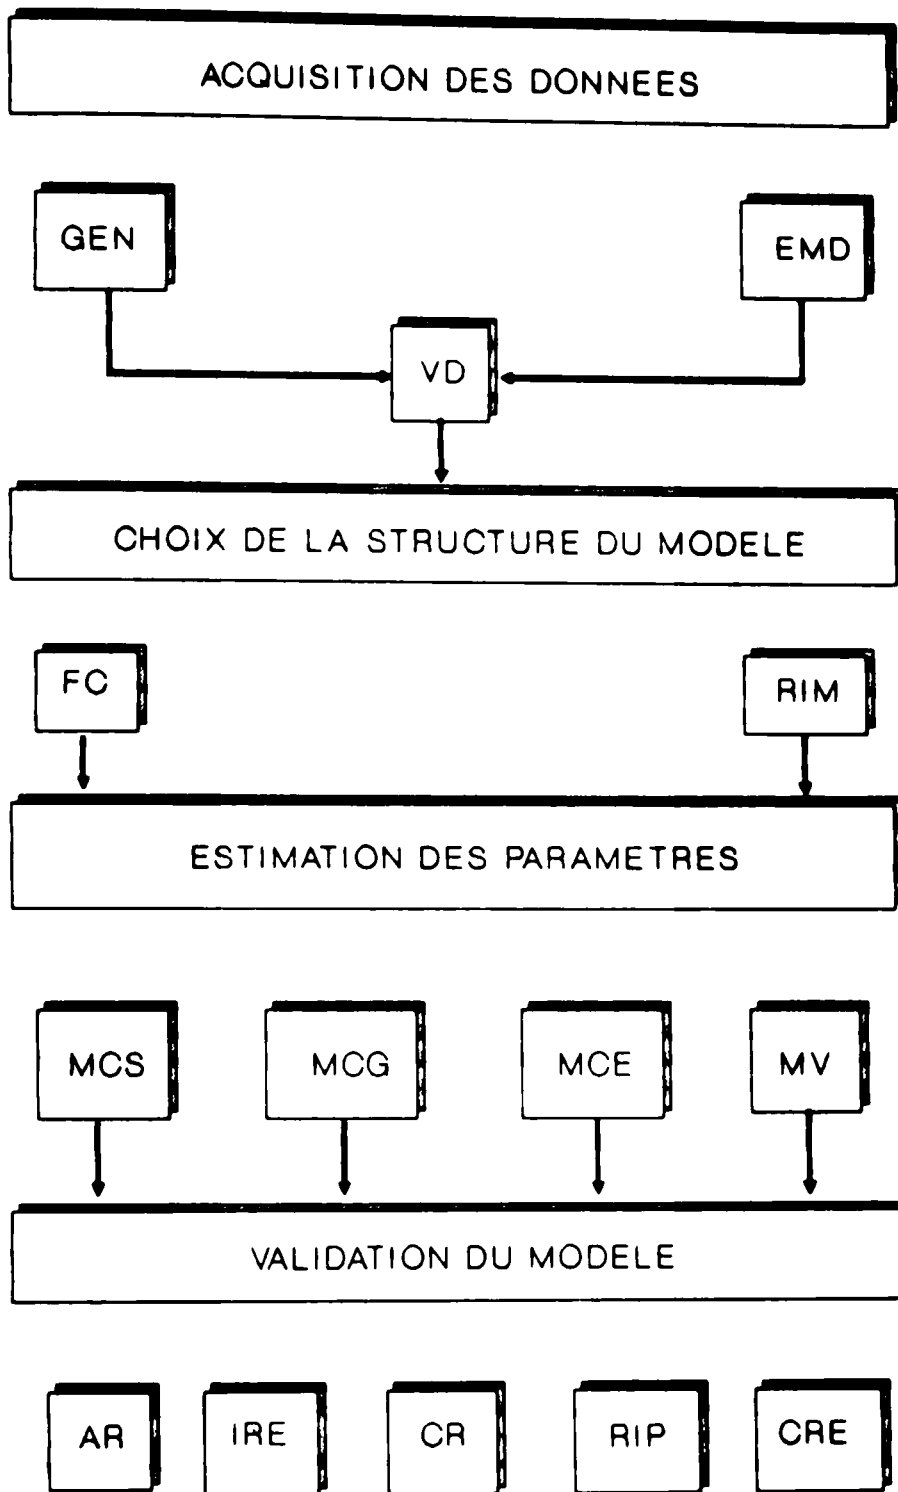 ACQUISITION DES DONNEES
GEN
EMD
VD
CHOIX DE LA STRUCTURE DU MODELE
FC
RIM
ESTIMATION DES PARAMETRES
MCS MCG MCE MV
VALIDATION DU MODELE
AR IRE CR RIP CRE